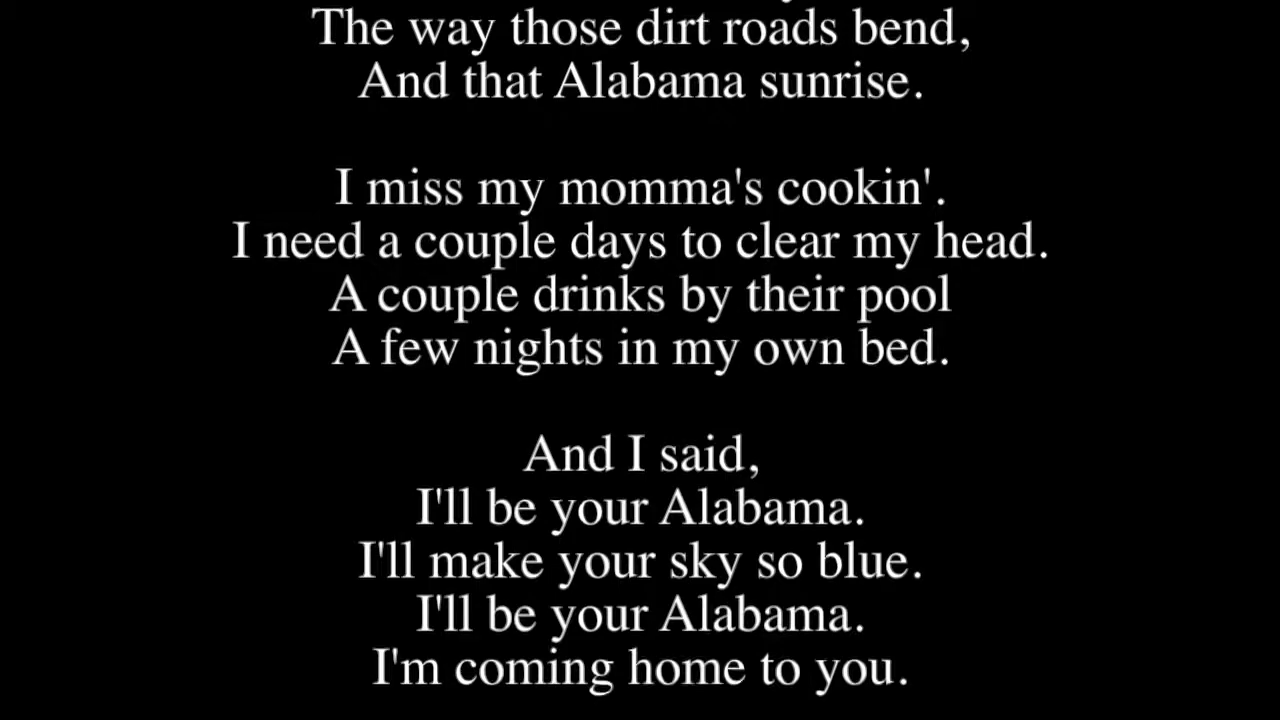 The way those dirt roads bend,
And that Alabama sunrise.
I miss my momma's cookin'.
I need a couple days to clear my head.
A couple drinks by their pool
A few nights in my own bed.
And I said,
I'll be your Alabama.
I'll make your sky so blue.
I'll be your Alabama.
I'm coming home to you.